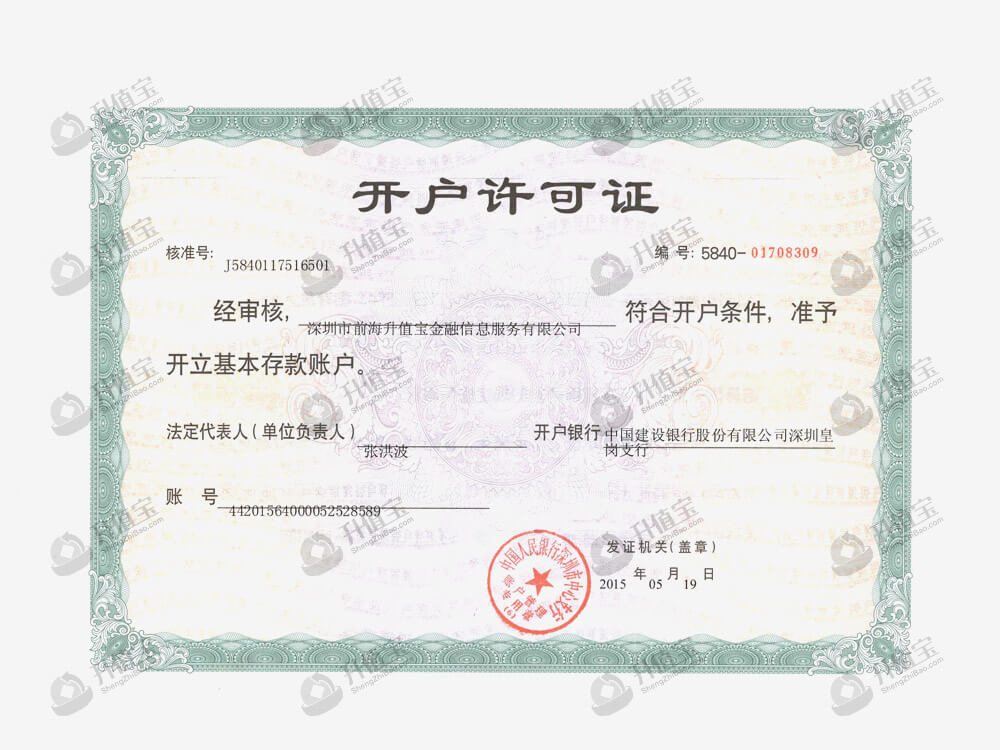 开户许可证
核准号: J5840117516501
编 号: 5840-01708309
经审核, 深圳市前海升值宝金融信息服务有限公司 符合开户条件, 准予
开立基本存款账户。
法定代表人(单位负责人) 张洪波
开户银行 中国建设银行股份有限公司深圳皇
岗支行
账 号 44201564000052528589
发证机关(盖章)
2015 年 05 月 19 日
中国人民银行深圳市中心支行
账户管理
专用章
(6)
升值宝
ShengZhiBao.com